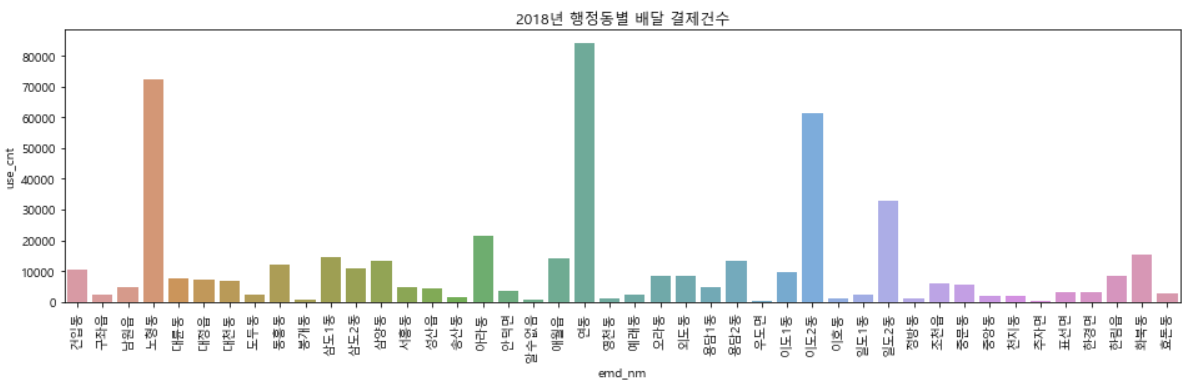 2018년 행정동별 배달 결제건수
use_cnt
80000
70000
60000
50000
40000
30000
20000
10000
0
건입동
구좌읍
남원읍
노형동
대륜동
대정읍
대천동
도두동
동홍동
봉개동
삼도1동
삼도2동
삼양동
서홍동
성산읍
송산동
아라동
안덕면
알수없음
애월읍
연동
영천동
예래동
오라동
외도동
용담1동
용담2동
우도면
이도1동
이도2동
이호동
일도1동
일도2동
정방동
조천읍
중문동
중앙동
천지동
추자면
표선면
한경면
한림읍
화북동
효돈동
emd_nm